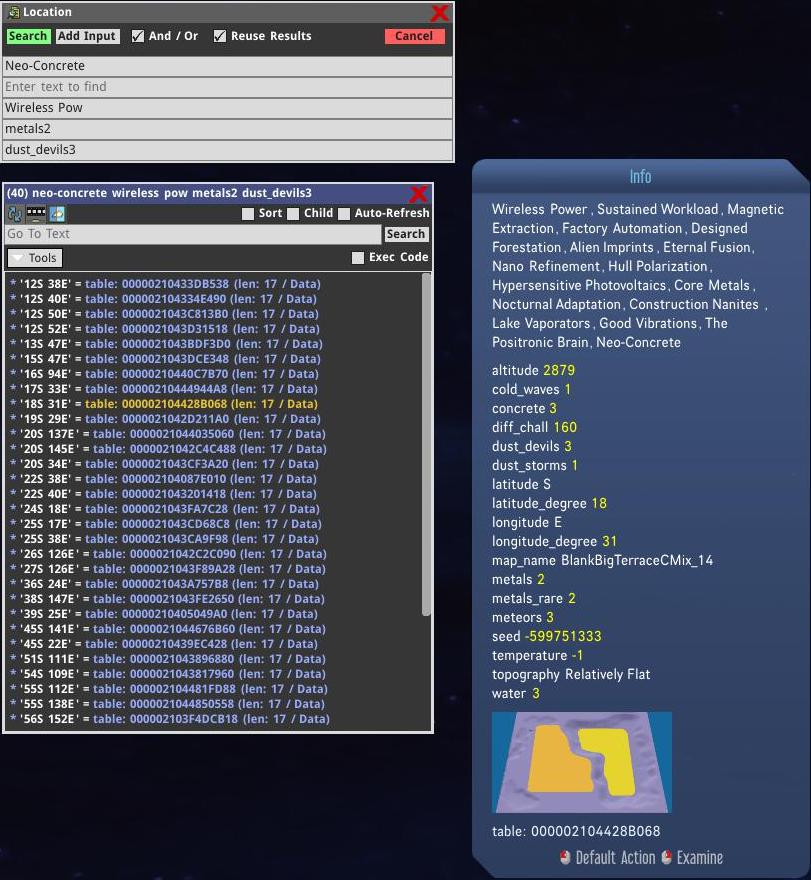 Location
Search Add Input And / Or Reuse Results Cancel
Neo-Concrete
Enter text to find
Wireless Pow
metals2
dust_devils3
(40) neo-concrete wireless pow metals2 dust_devils3
Sort Child Auto-Refresh
Go To Text Search
Tools Exec Code
* '12S 38E' = table: 00000210433DB538 (len: 17 / Data)
* '12S 40E' = table: 000002104334E490 (len: 17 / Data)
* '12S 50E' = table: 0000021043C813B0 (len: 17 / Data)
* '12S 52E' = table: 0000021043D31518 (len: 17 / Data)
* '13S 47E' = table: 0000021043BDF3D0 (len: 17 / Data)
* '15S 47E' = table: 0000021043DCE348 (len: 17 / Data)
* '16S 94E' = table: 000002104440C7B70 (len: 17 / Data)
* '17S 33E' = table: 00000210444944A8 (len: 17 / Data)
* '18S 31E' = table: 000002104428B068 (len: 17 / Data)
* '19S 29E' = table: 0000021042D211A0 (len: 17 / Data)
* '20S 137E' = table: 0000021044035060 (len: 17 / Data)
* '20S 145E' = table: 0000021042C4C488 (len: 17 / Data)
* '20S 34E' = table: 0000021043CF3A20 (len: 17 / Data)
* '22S 38E' = table: 000002104087E010 (len: 17 / Data)
* '22S 40E' = table: 0000021043201418 (len: 17 / Data)
* '24S 18E' = table: 0000021043FA7C28 (len: 17 / Data)
* '25S 17E' = table: 0000021043CD68C8 (len: 17 / Data)
* '25S 38E' = table: 0000021043CA9F98 (len: 17 / Data)
* '26S 126E' = table: 0000021042C2C090 (len: 17 / Data)
* '27S 126E' = table: 0000021043F89A28 (len: 17 / Data)
* '36S 24E' = table: 0000021043A757B8 (len: 17 / Data)
* '38S 147E' = table: 0000021043FE2650 (len: 17 / Data)
* '39S 25E' = table: 00000210405049A0 (len: 17 / Data)
* '45S 141E' = table: 0000021044676B60 (len: 17 / Data)
* '45S 22E' = table: 00000210439EC428 (len: 17 / Data)
* '51S 111E' = table: 0000021043896880 (len: 17 / Data)
* '54S 109E' = table: 0000021043817960 (len: 17 / Data)
* '55S 112E' = table: 000002104481FD88 (len: 17 / Data)
* '55S 138E' = table: 0000021044850558 (len: 17 / Data)
* '56S 152E' = table: 000002103F4DCB18 (len: 17 / Data)
Info
Wireless Power , Sustained Workload , Magnetic
Extraction , Factory Automation , Designed
Forestation , Alien Imprints , Eternal Fusion ,
Nano Refinement , Hull Polarization ,
Hypersensitive Photovoltaics , Core Metals ,
Nocturnal Adaptation , Construction Nanites ,
Lake Vaporators , Good Vibrations , The
Positronic Brain , Neo-Concrete
altitude 2879
cold_waves 1
concrete 3
diff_chall 160
dust_devils 3
dust_storms 1
latitude S
latitude_degree 18
longitude E
longitude_degree 31
map_name BlankBigTerraceCMix_14
metals 2
metals_rare 2
meteors 3
seed -599751333
temperature -1
topography Relatively Flat
water 3
table: 000002104428B068
Default Action Examine